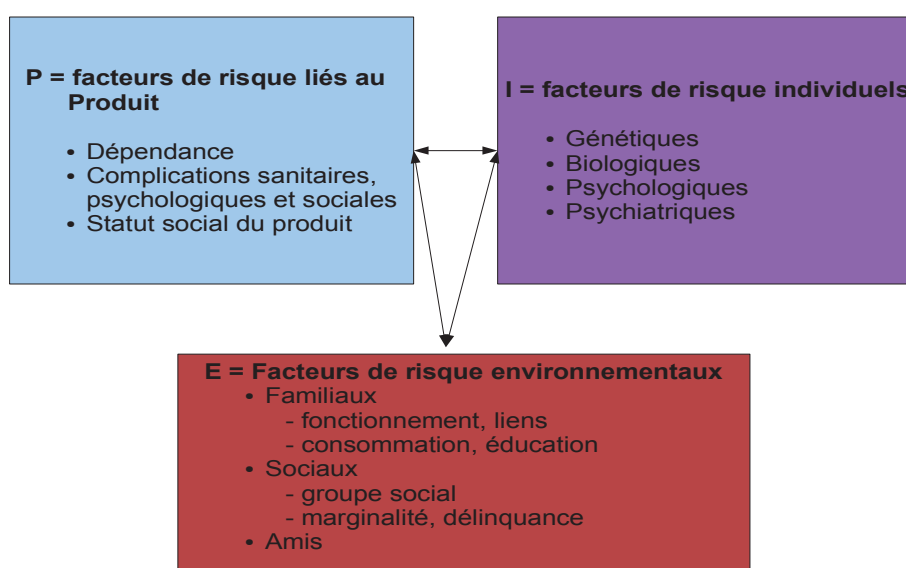 P = facteurs de risque liés au
Produit
• Dépendance
• Complications sanitaires,
psychologiques et sociales
• Statut social du produit
I = facteurs de risque individuels
• Génétiques
• Biologiques
• Psychologiques
• Psychiatriques
E = Facteurs de risque environnementaux
• Familiaux
- fonctionnement, liens
- consommation, éducation
• Sociaux
- groupe social
- marginalité, délinquance
• Amis